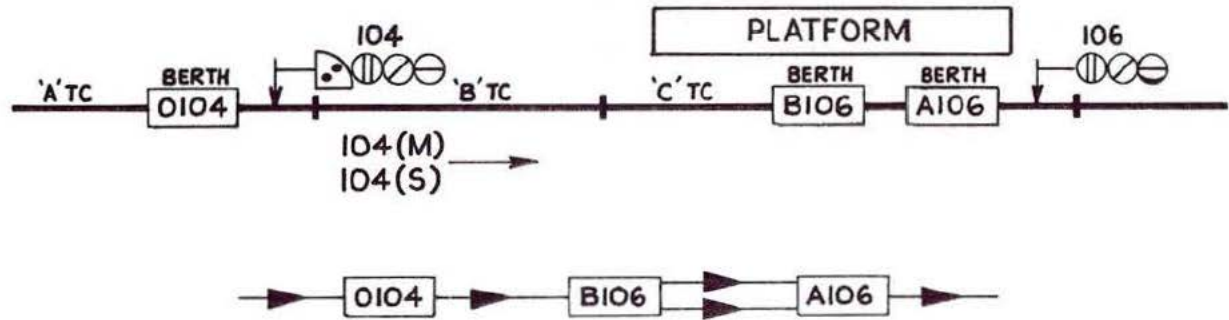 104
PLATFORM
106
'A' TC
BERTH
0104
'B' TC
'C' TC
BERTH
B106
BERTH
A106
104(M)
104(S)
0104
B106
A106